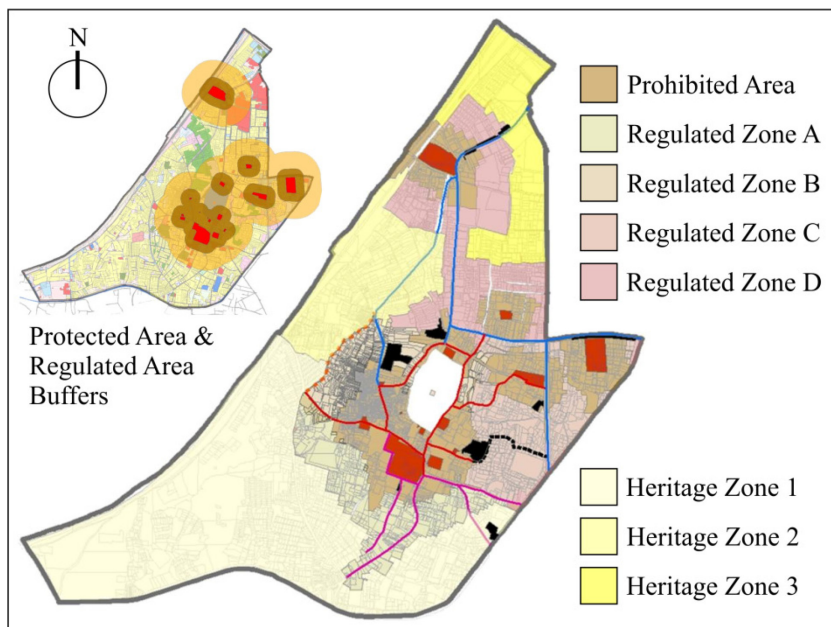 N
Protected Area &
Regulated Area
Buffers
Prohibited Area
Regulated Zone A
Regulated Zone B
Regulated Zone C
Regulated Zone D
Heritage Zone 1
Heritage Zone 2
Heritage Zone 3